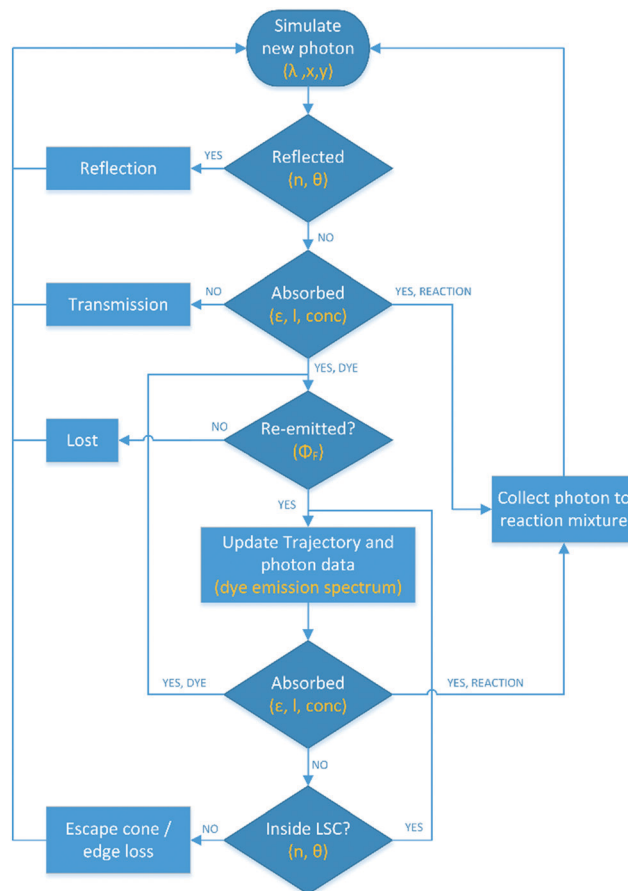 Simulate
new photon
(λ ,x,y)
YES
Reflection
Reflected
(n, θ)
NO
Transmission
NO
Absorbed
(ε, l, conc)
YES, REACTION
YES, DYE
Lost
NO
Re-emitted?
(ΦF)
YES
Collect photon to
reaction mixture
Update Trajectory and
photon data
(dye emission spectrum)
YES, DYE
Absorbed
(ε, l, conc)
YES, REACTION
NO
Escape cone /
edge loss
NO
Inside LSC?
(n, θ)
YES